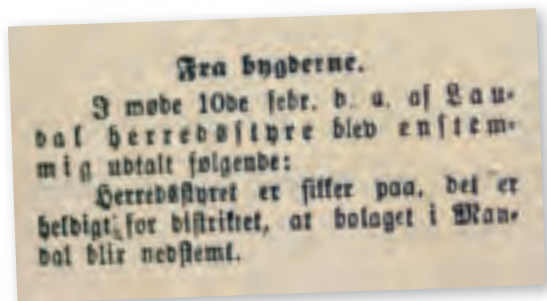 Fra bygderne.
I møde 10de febr. d. a. af Lau-
dal herredsstyre blev enstem-
mig udtalt følgende:
Herredsstyret er sikker paa, det er
heldigt for distriktet, at bolaget i Man-
dal blir nedstemt.